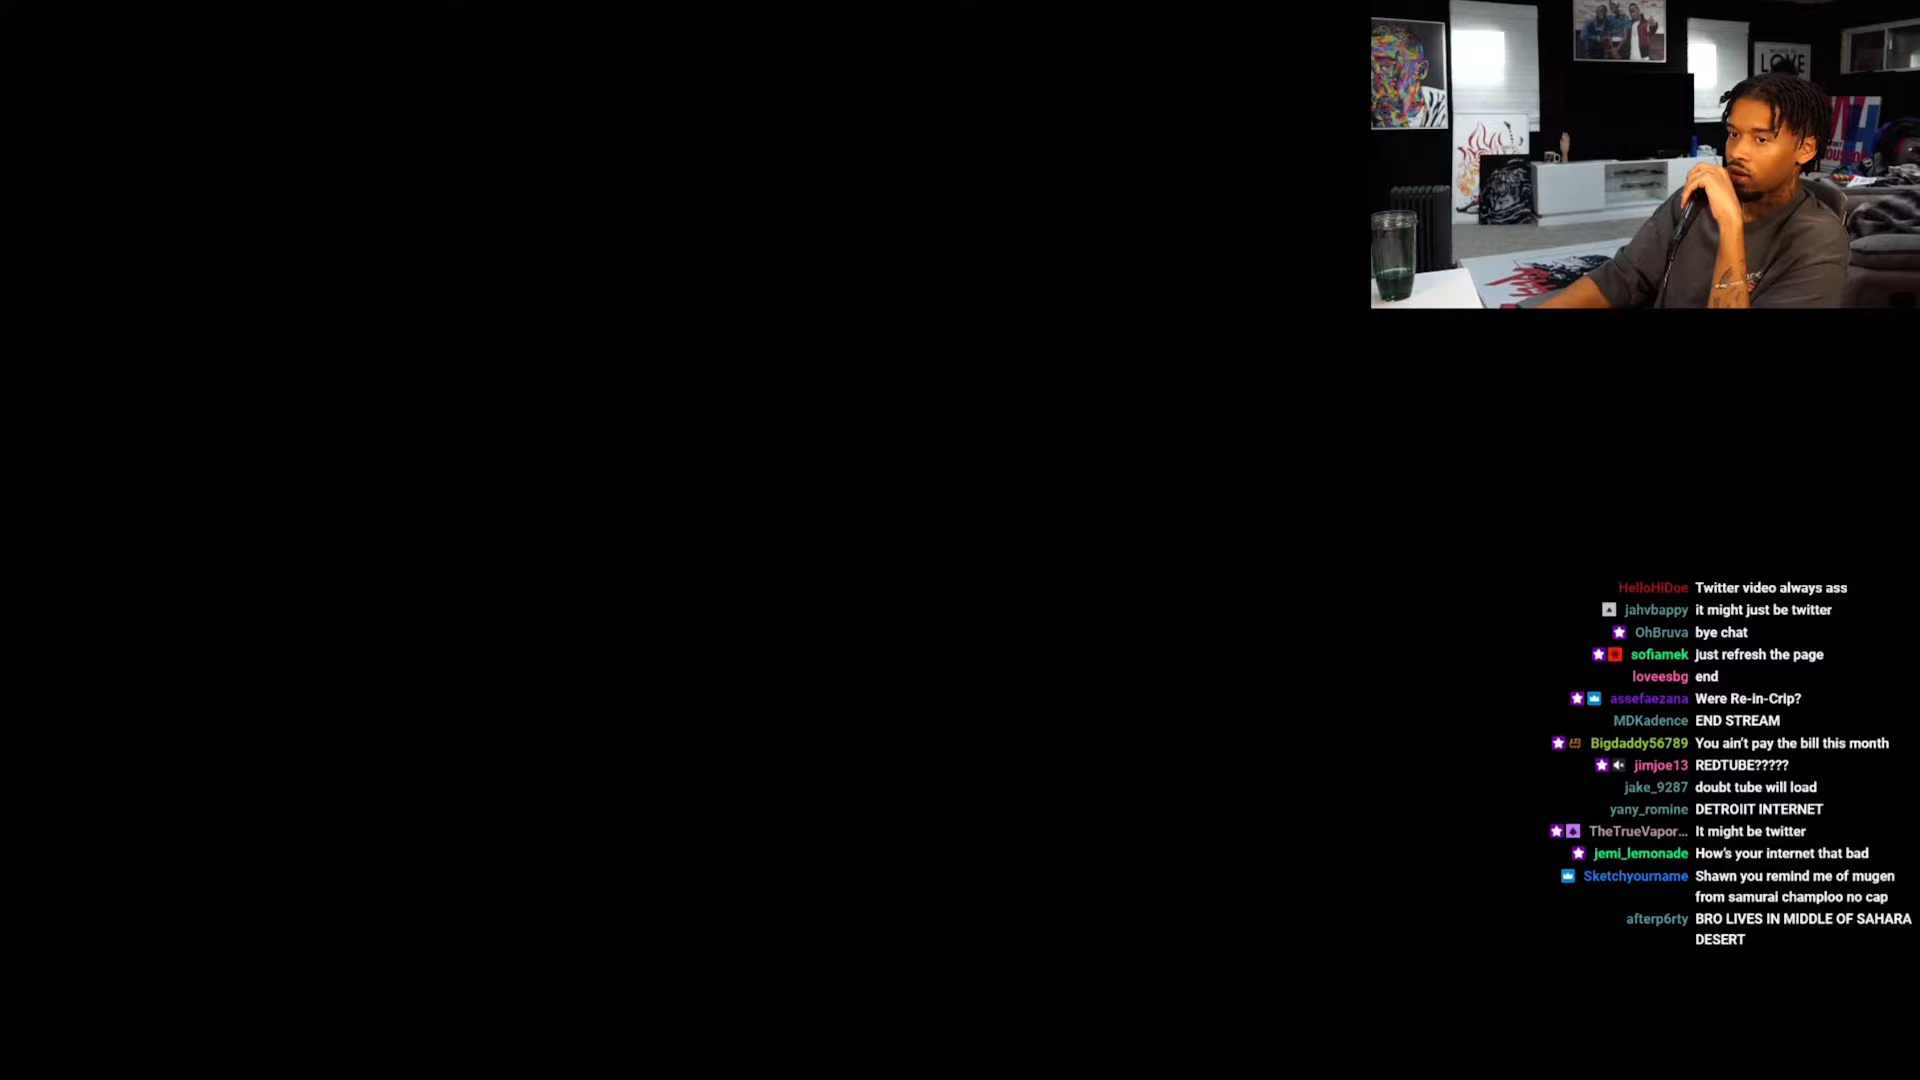 LOVE
HelloHiDoe Twitter video always ass
jahvbappy it might just be twitter
OhBruva bye chat
sofiamek just refresh the page
loveesbg end
assefaezana Were Re-in-Crip?
MDKadence END STREAM
Bigdaddy56789 You ain't pay the bill this month
jimjoe13 REDTUBE?????
jake_9287 doubt tube will load
yany_romine DETROIIT INTERNET
TheTrueVapor... It might be twitter
jemi_lemonade How's your internet that bad
Sketchyourname Shawn you remind me of mugen
from samurai champloo no cap
afterp6rty BRO LIVES IN MIDDLE OF SAHARA
DESERT